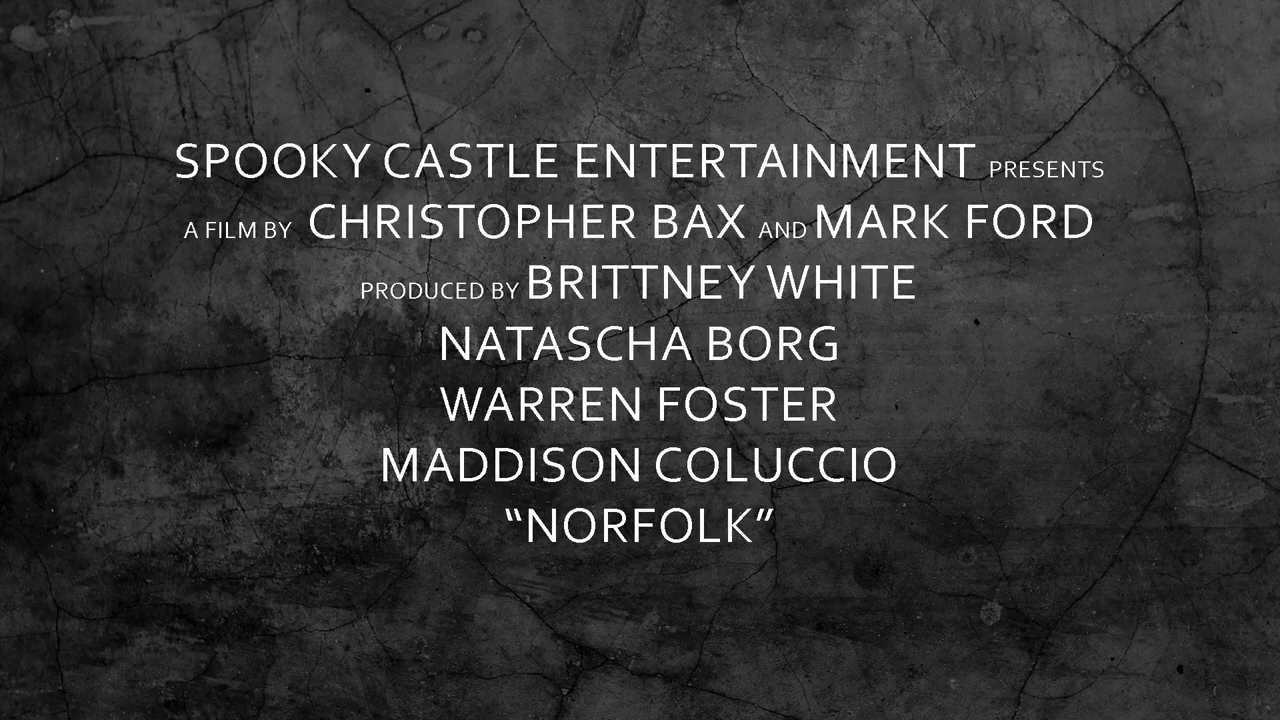 SPOOKY CASTLE ENTERTAINMENT PRESENTS
A FILM BY CHRISTOPHER BAX AND MARK FORD
PRODUCED BY BRITTNEY WHITE
NATASCHA BORG
WARREN FOSTER
MADDISON COLUCCIO
“NORFOLK”